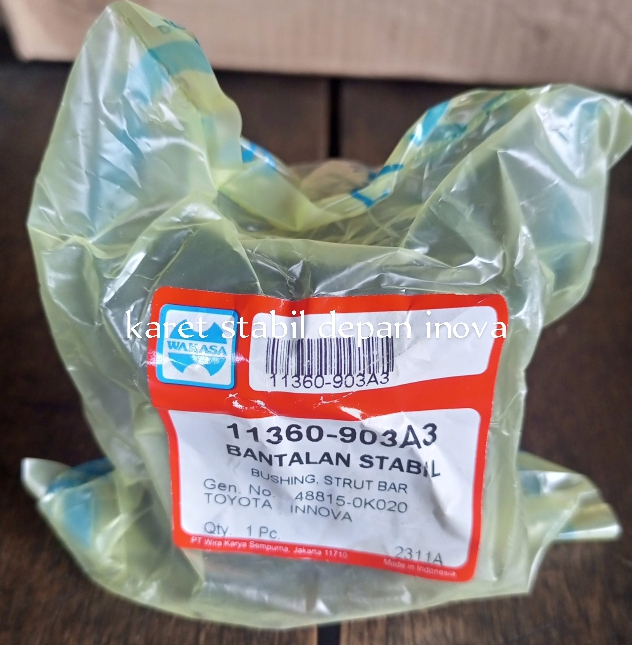 karet stabil depan inova
WAKASA
11360-903A3
11360-903A3
BANTALAN STABIL
BUSHING, STRUT BAR
Gen. No. 48815-0K020
TOYOTA INNOVA
Qty. 1 Pc
2311A
PT Wira Karya Sempurna, Jakarta 11710
Made in Indonesia